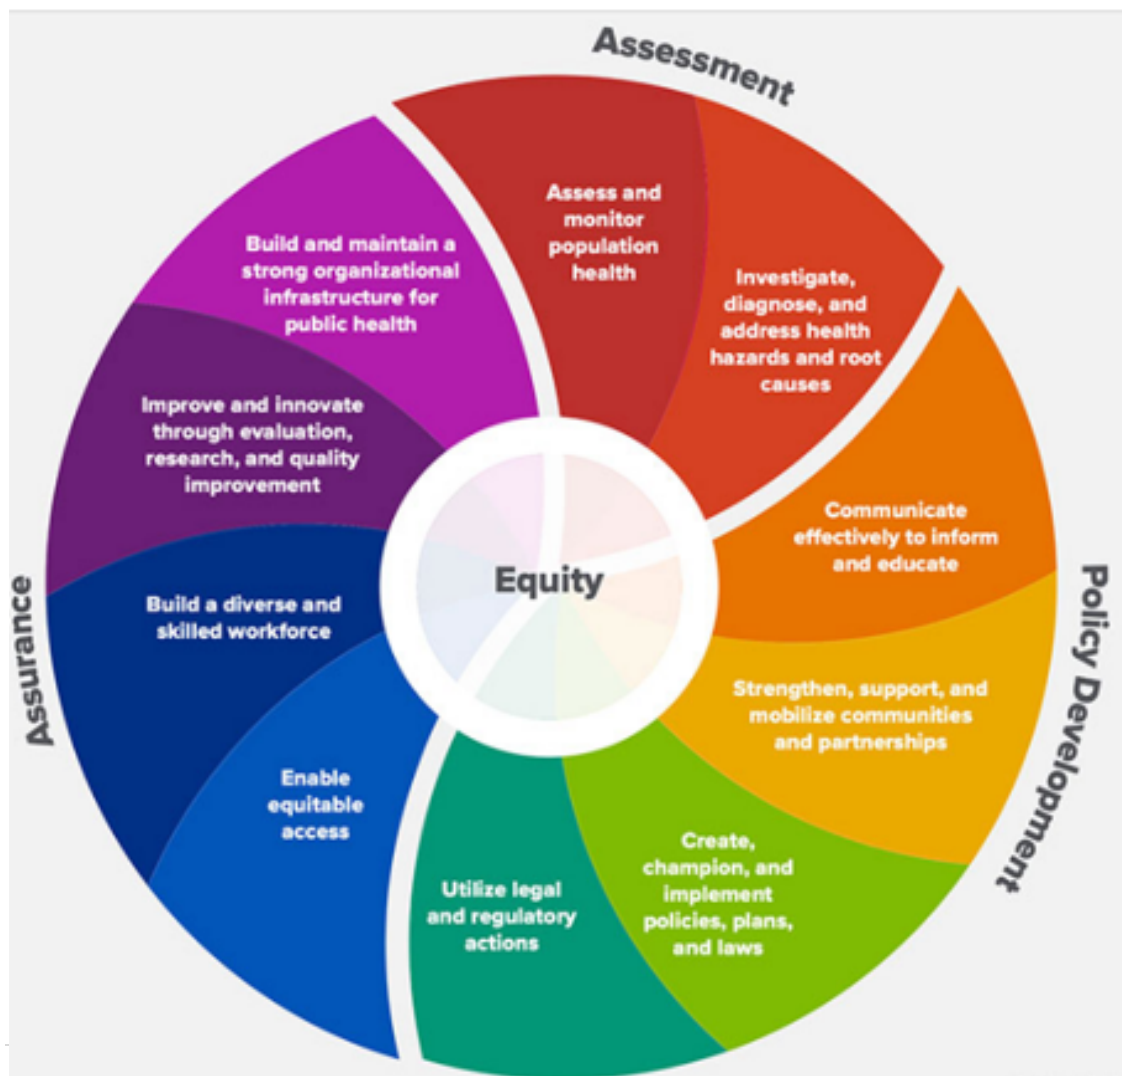 Assessment
Assess and
monitor
population
health
Investigate,
diagnose, and
address health
hazards and root
causes
Policy Development
Communicate
effectively to inform
and educate
Strengthen, support, and
mobilize communities
and partnerships
Create,
champion, and
implement
policies, plans,
and laws
Utilize legal
and regulatory
actions
Assurance
Enable
equitable
access
Build a diverse and
skilled workforce
Improve and innovate
through evaluation,
research, and quality
improvement
Build and maintain a
strong organizational
infrastructure for
public health
Equity